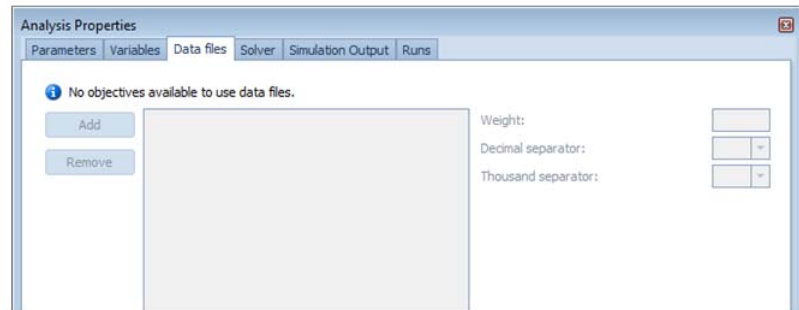 Analysis Properties
Parameters Variables Data files Solver Simulation Output Runs
No objectives available to use data files.
Add
Remove
Weight:
Decimal separator:
Thousand separator: